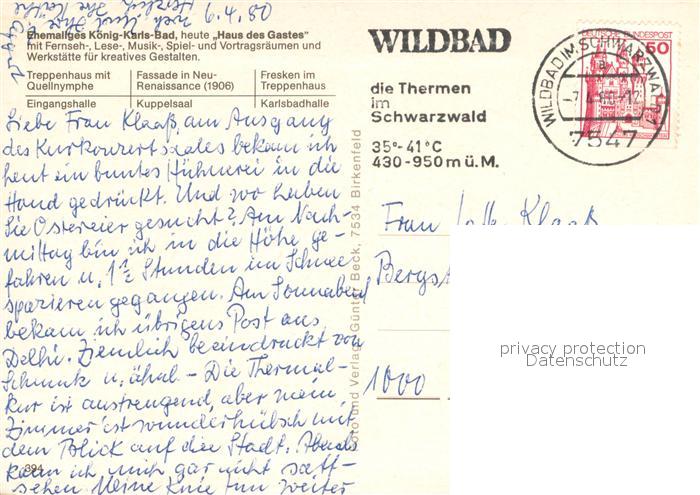 6.4.80
Ehemaliges König-Karls-Bad, heute „Haus des Gastes"
mit Fernseh-, Lese-, Musik-, Spiel- und Vortragsräumen und
Werkstätte für kreatives Gestalten.
Treppenhaus mit Quellnymphe
Fassade in Neu-Renaissance (1906)
Fresken im Treppenhaus
Eingangshalle
Kuppelsaal
Karlsbadhalle
Liebe Frau Klaaß, am Ausgang
des Kurkonzertsaales bekam ich
heut ein buntes Hühnerei in die
Hand gedrückt. Und wo haben
Sie Ostereier gesucht? Am Nach-
mittag bin ich in die Höhe ge-
fahren u. 1½ Stunden im Schnee
spazieren gegangen. Am Sonnabend
bekam ich übrigens Post aus
Delhi. Ziemlich beeindruckt von
Schmuck u. ähnl - Die Thermal-
kur ist anstrengend, aber mein
Zimmer ist wunderhübsch mit
dem Blick auf die Stadt. Abends
kann ich mich gar nicht satt-
sehen. Meine Knie tun weiter
394
Foto und Verlag Günter Beck, 7534 Birkenfeld
WILDBAD
die Thermen
im
Schwarzwald
35°-41°C
430-950m ü.M.
DEUTSCHE BUNDESPOST
50
WILDBAD IM SCHWARZWALD 1
a
7547
Frau Klaaß
Bergst
1000
privacy protection
Datenschutz